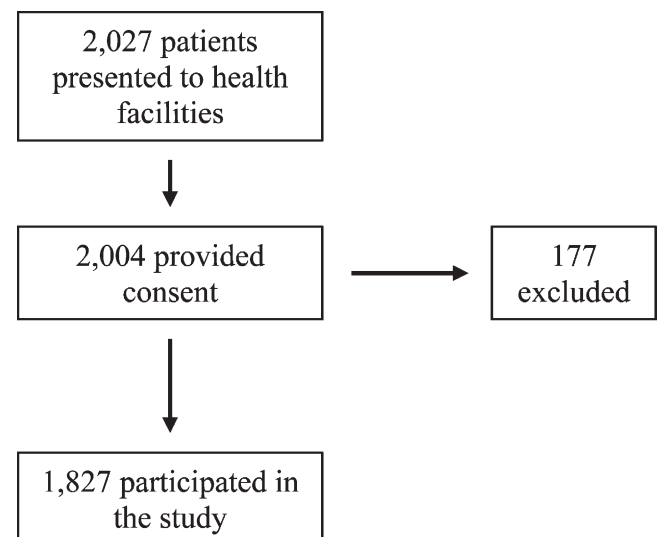 2,027 patients
presented to health
facilities
2,004 provided
consent
177
excluded
1,827 participated in
the study